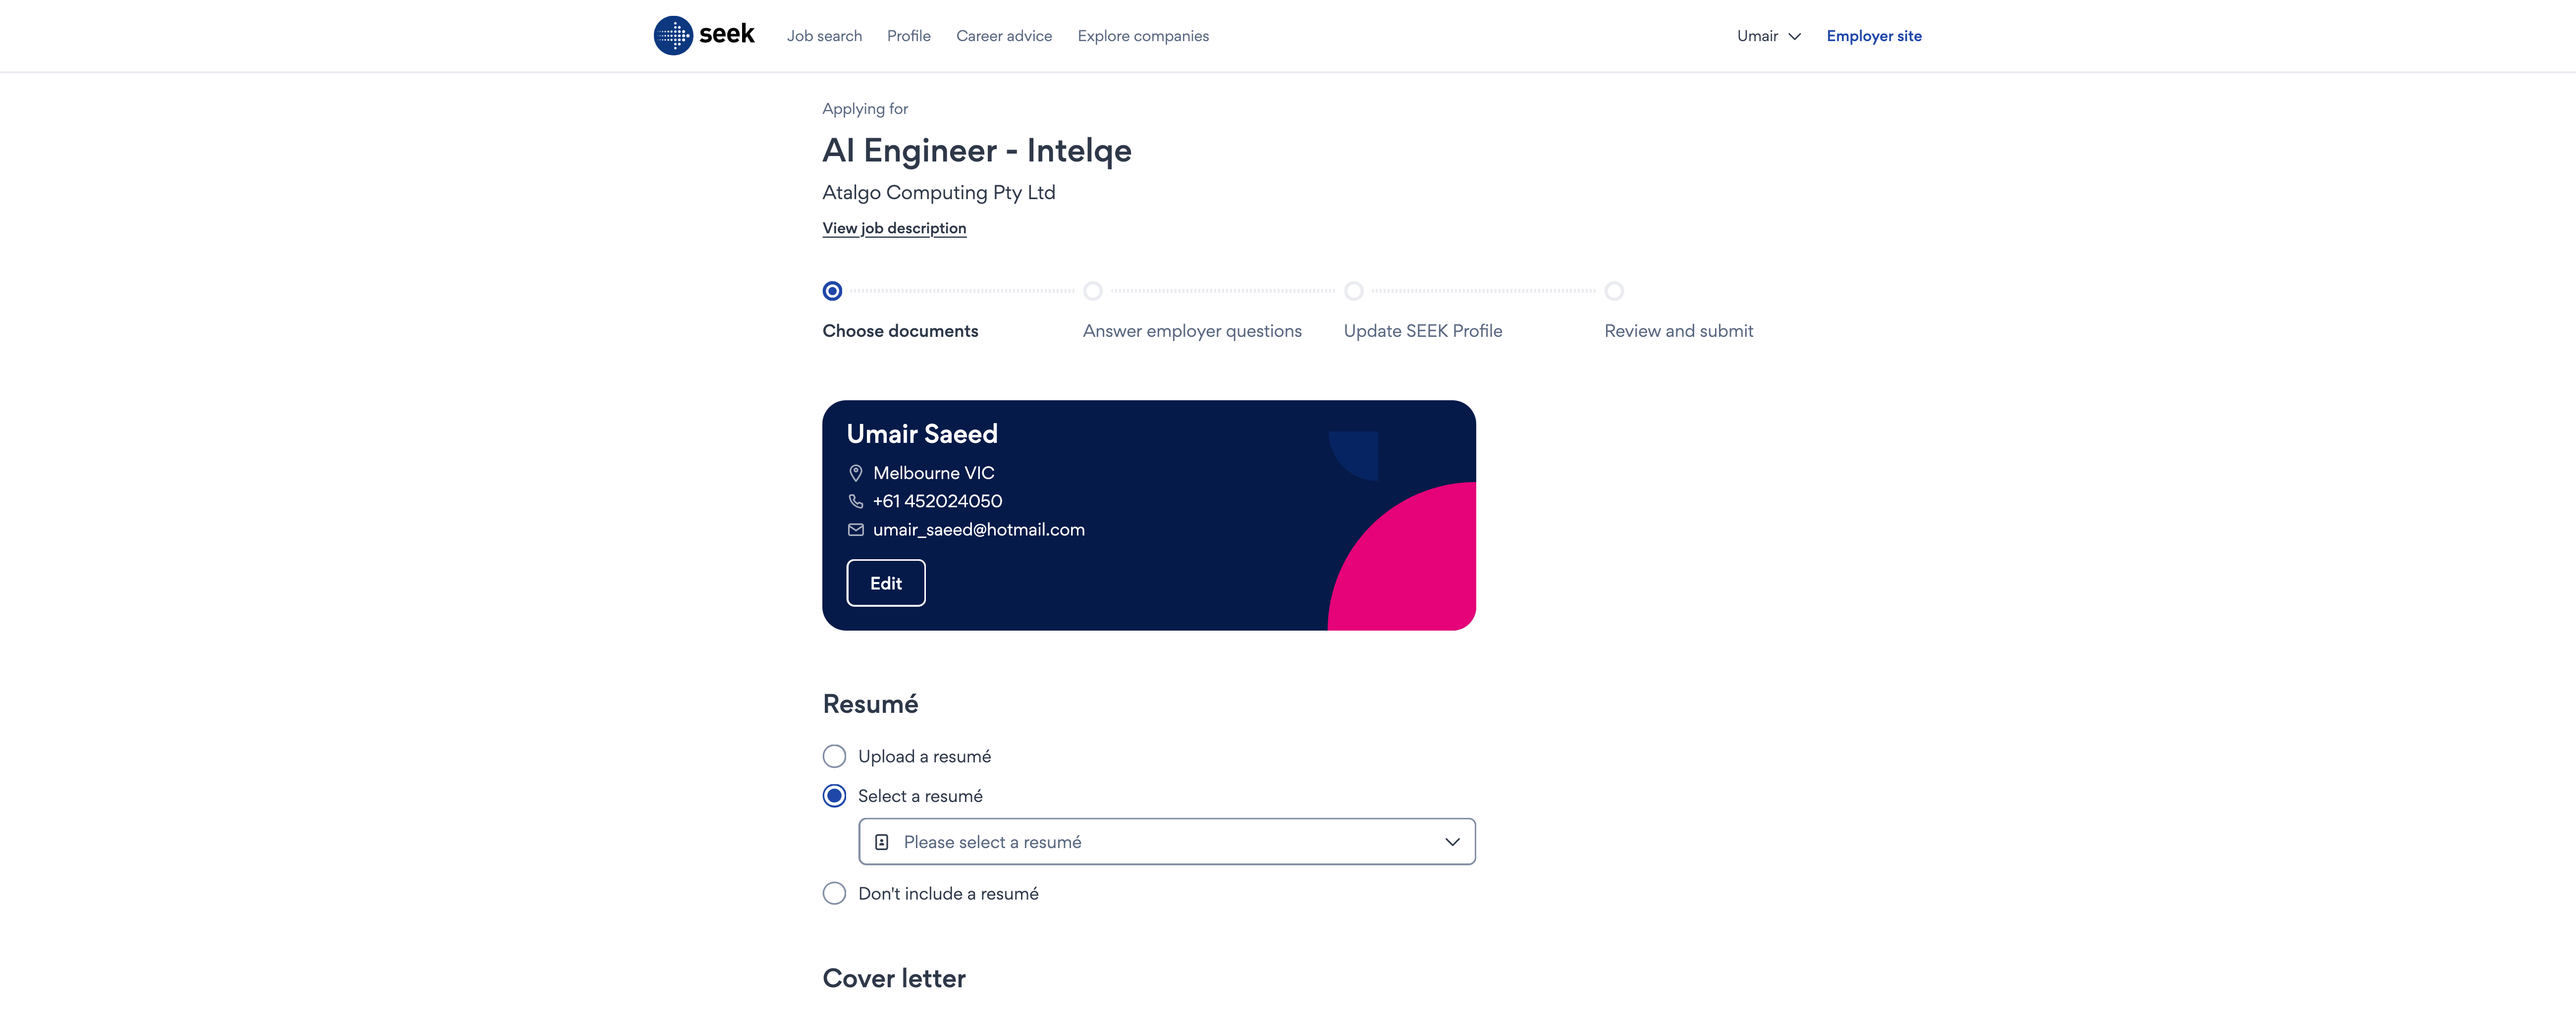 seek
Job search
Profile
Career advice
Explore companies
Umair
Employer site
Applying for
AI Engineer - Intelqe
Atalgo Computing Pty Ltd
View job description
Choose documents
Answer employer questions
Update SEEK Profile
Review and submit
Umair Saeed
Melbourne VIC
+61 452024050
umair_saeed@hotmail.com
Edit
Resumé
Upload a resumé
Select a resumé
Please select a resumé
Don't include a resumé
Cover letter